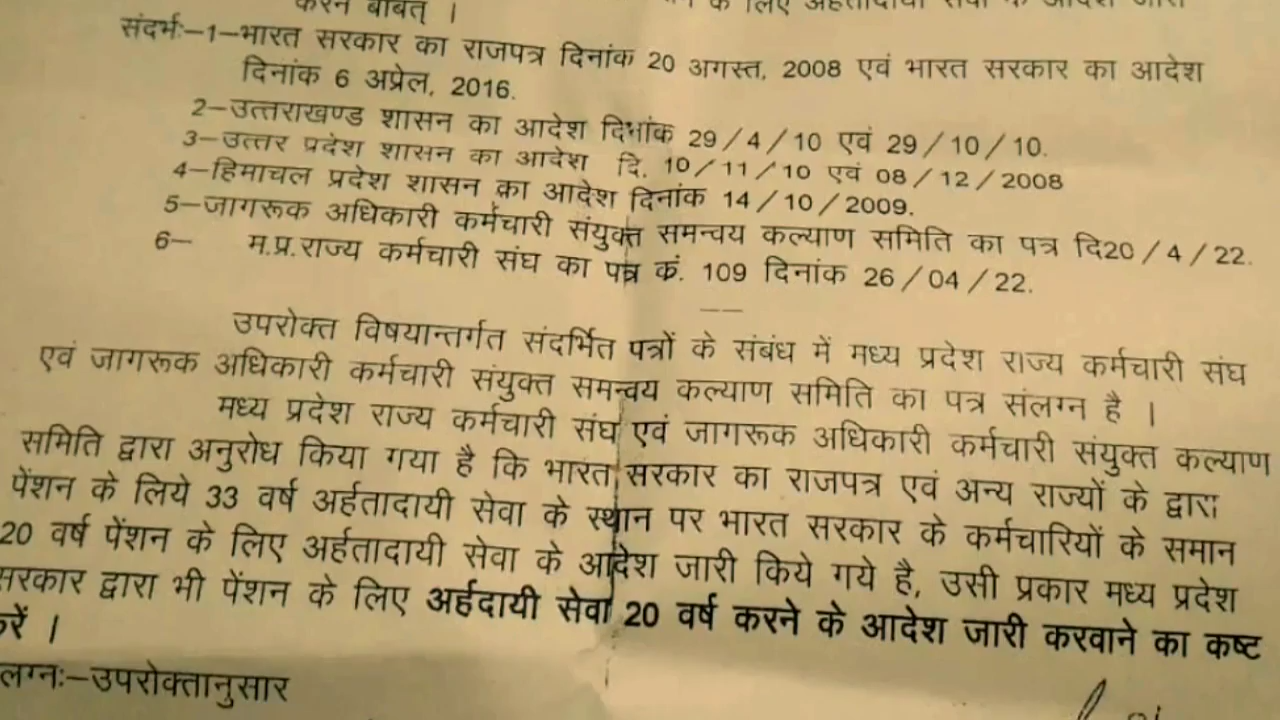 करने बाबत् ।
के लिए अर्हतादायी सेवा के आदेश जारी
संदर्भः–1–भारत सरकार का राजपत्र दिनांक 20 अगस्त, 2008 एवं भारत सरकार का आदेश
दिनांक 6 अप्रेल, 2016.
2–उत्तराखण्ड शासन का आदेश दिनांक 29/4/10 एवं 29/10/10.
3–उत्तर प्रदेश शासन का आदेश दि. 10/11/10 एवं 08/12/2008
4–हिमाचल प्रदेश शासन का आदेश दिनांक 14/10/2009.
5–जागरूक अधिकारी कर्मचारी संयुक्त समन्वय कल्याण समिति का पत्र दि20/4/22.
6– म.प्र.राज्य कर्मचारी संघ का पत्र कं. 109 दिनांक 26/04/22.
उपरोक्त विषयान्तर्गत संदर्भित पत्रों के संबंध में मध्य प्रदेश राज्य कर्मचारी संघ
एवं जागरूक अधिकारी कर्मचारी संयुक्त समन्वय कल्याण समिति का पत्र संलग्न है ।
मध्य प्रदेश राज्य कर्मचारी संघ एवं जागरूक अधिकारी कर्मचारी संयुक्त कल्याण
समिति द्वारा अनुरोध किया गया है कि भारत सरकार का राजपत्र एवं अन्य राज्यों के द्वारा
पेंशन के लिये 33 वर्ष अर्हतादायी सेवा के स्थान पर भारत सरकार के कर्मचारियों के समान
20 वर्ष पेंशन के लिए अर्हतादायी सेवा के आदेश जारी किये गये है, उसी प्रकार मध्य प्रदेश
सरकार द्वारा भी पेंशन के लिए अर्हदायी सेवा 20 वर्ष करने के आदेश जारी करवाने का कष्ट
करें ।
लग्नः–उपरोक्तानुसार